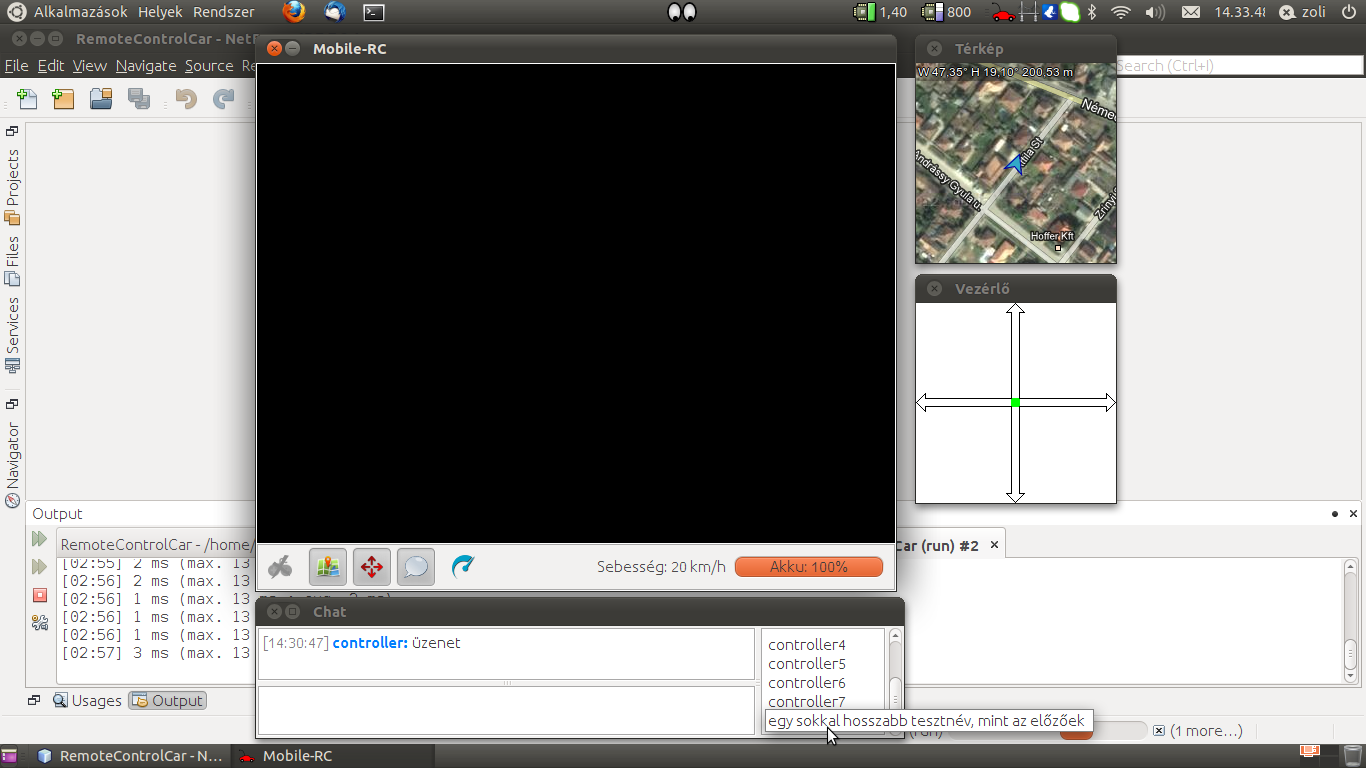 Alkalmazások Helyek Rendszer
1,40 800 14.33.48 zoli
RemoteControlCar - Net
File Edit View Navigate Source Re
Search (Ctrl+I)
Mobile-RC
Térkép
W 47,35° H 19,10° 200,53 m
Néme
Attila St
Andrássy Gyula u.
Zrínyi
Hoffer Kft
Vezérlő
Projects
Files
Services
Navigator
Output
RemoteControlCar - /home/
Car (run) #2
[02:55] 2 ms (max. 13
[02:56] 2 ms (max. 13
[02:56] 1 ms (max. 13
[02:56] 1 ms (max. 13
[02:56] 1 ms (max. 13
[02:57] 3 ms (max. 13
Sebesség: 20 km/h Akku: 100%
Chat
[14:30:47] controller: üzenet
controller4
controller5
controller6
controller7
egy sokkal hosszabb tesztnév, mint az előzőek
Usages Output
(run) (1 more...)
RemoteControlCar - N... Mobile-RC